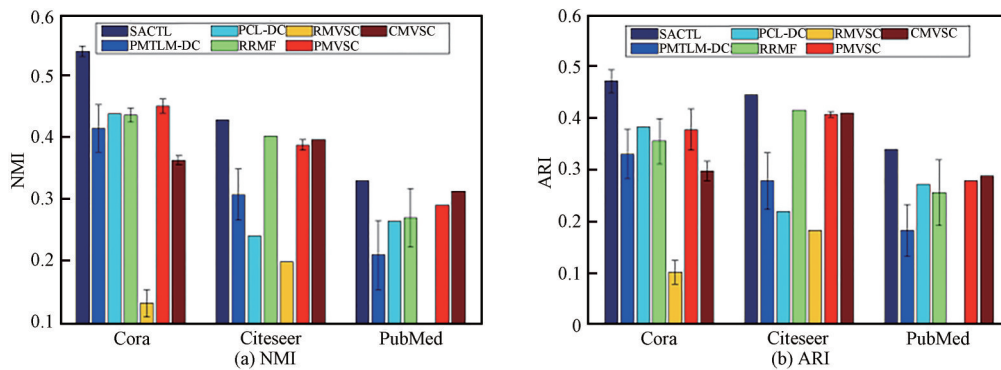 0.6
0.5
0.4
0.3
0.2
0.1
NMI
SACTL PCL-DC RMVSC CMVSC
PMTLM-DC RRMF PMVSC
Cora Citeseer PubMed
(a) NMI
0.6
0.5
0.4
0.3
0.2
0.1
0
ARI
SACTL PCL-DC RMVSC CMVSC
PMTLM-DC RRMF PMVSC
Cora Citeseer PubMed
(b) ARI